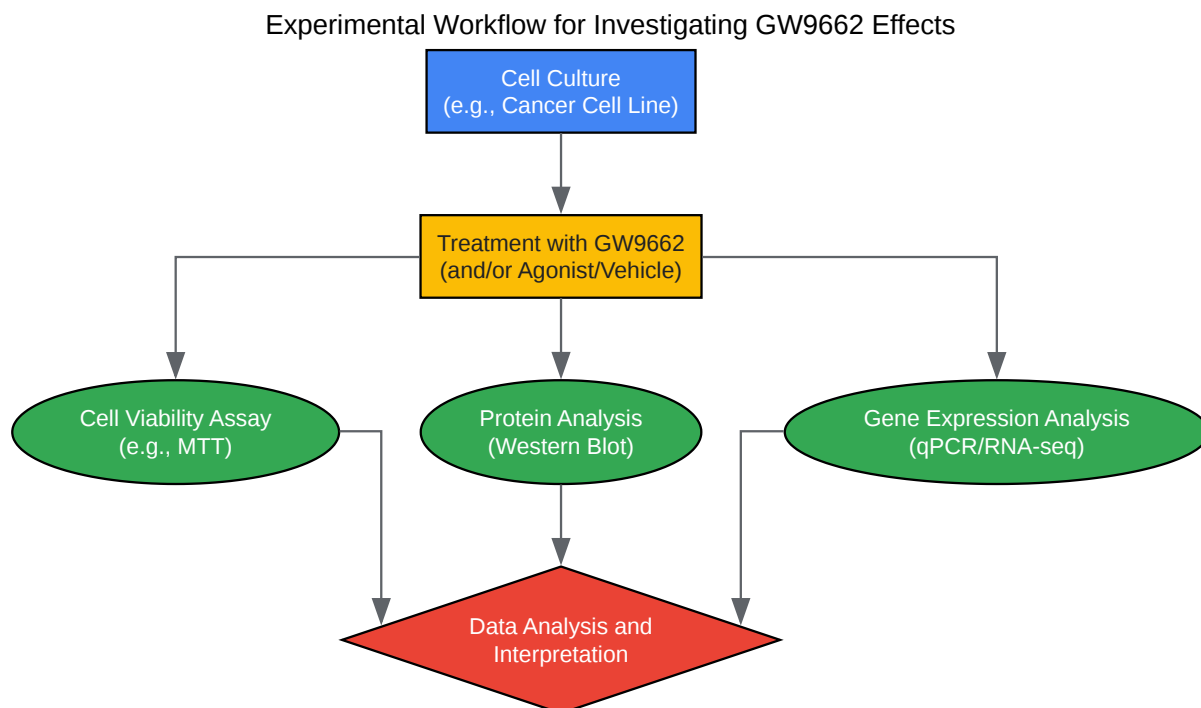 Experimental Workflow for Investigating GW9662 Effects
Cell Culture
(e.g., Cancer Cell Line)
Treatment with GW9662
(and/or Agonist/Vehicle)
Cell Viability Assay
(e.g., MTT)
Protein Analysis
(Western Blot)
Gene Expression Analysis
(qPCR/RNA-seq)
Data Analysis and
Interpretation